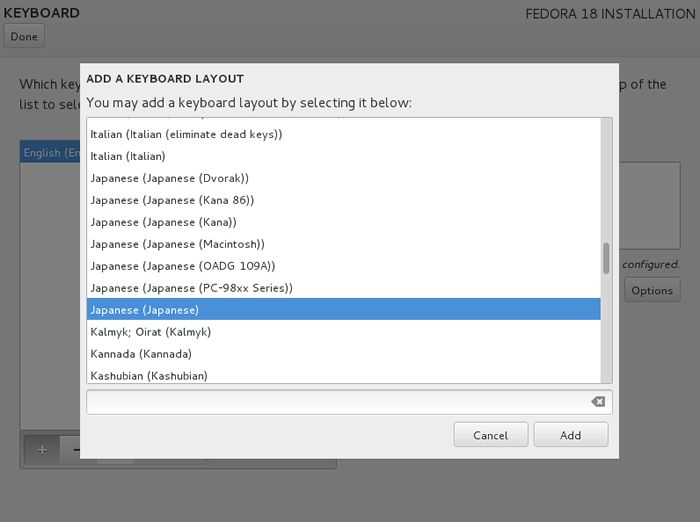 KEYBOARD
FEDORA 18 INSTALLATION
Done
Which key
p of the
list to sele
English (En
ADD A KEYBOARD LAYOUT
You may add a keyboard layout by selecting it below:
Italian (Italian (eliminate dead keys))
Italian (Italian)
Japanese (Japanese (Dvorak))
Japanese (Japanese (Kana 86))
Japanese (Japanese (Kana))
Japanese (Japanese (Macintosh))
Japanese (Japanese (OADG 109A))
Japanese (Japanese (PC-98xx Series))
Japanese (Japanese)
Kalmyk; Oirat (Kalmyk)
Kannada (Kannada)
Kashubian (Kashubian)
configured.
Options
Cancel
Add